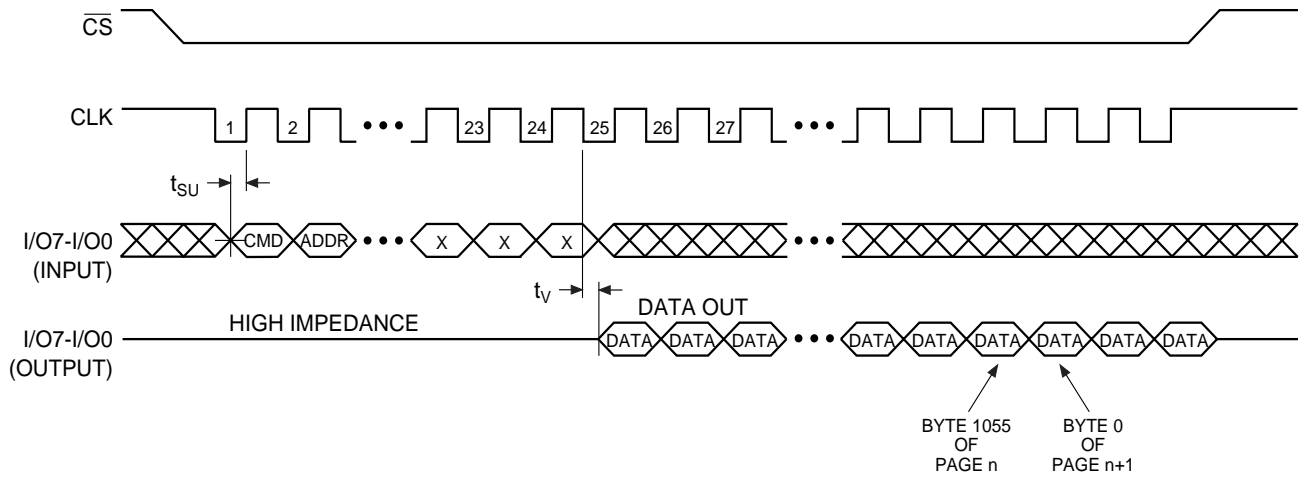 CS
CLK
1 2 ••• 23 24 25 26 27 •••
tSU
I/O7-I/O0
(INPUT)
CMD ADDR ••• X X X •••
tV
DATA OUT
HIGH IMPEDANCE
I/O7-I/O0
(OUTPUT)
DATA DATA DATA ••• DATA DATA DATA DATA DATA DATA
BYTE 1055
OF
PAGE n
BYTE 0
OF
PAGE n+1